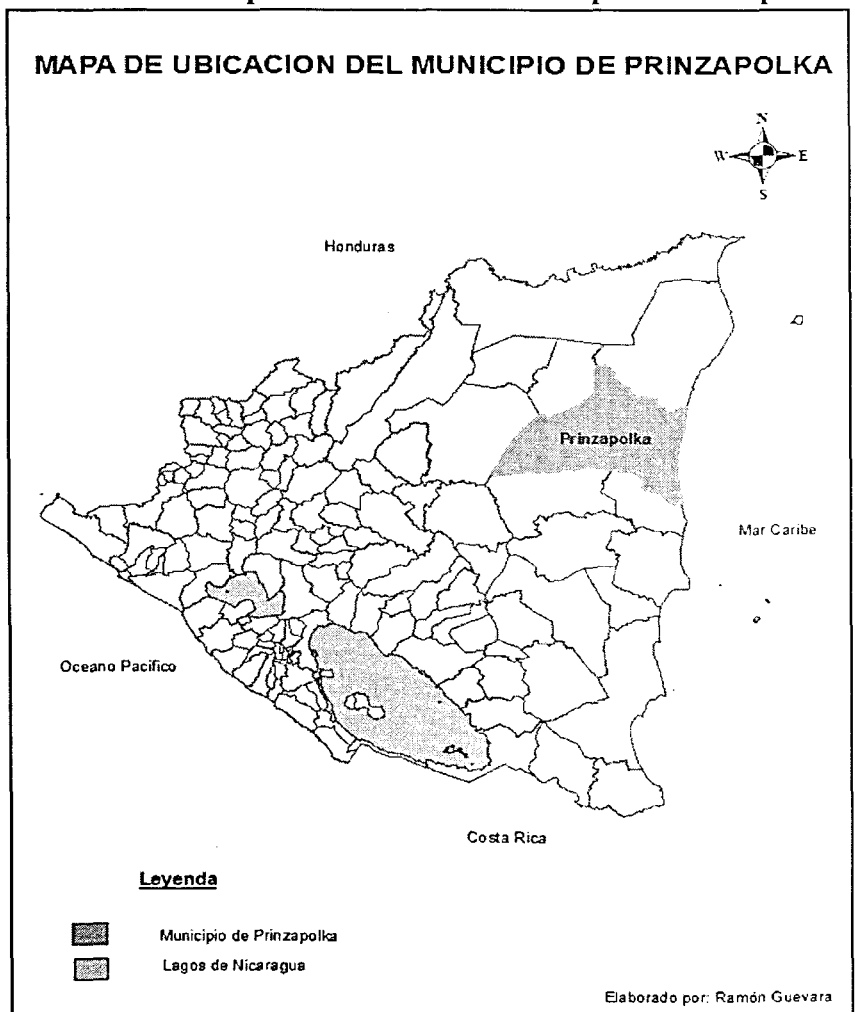 MAPA DE UBICACION DEL MUNICIPIO DE PRINZAPOLKA
N
W E
S
Honduras
Prinzapolka
Mar Caribe
Oceano Pacifico
Costa Rica
Leyenda
Municipio de Prinzapolka
Lagos de Nicaragua
Elaborado por: Ramón Guevara